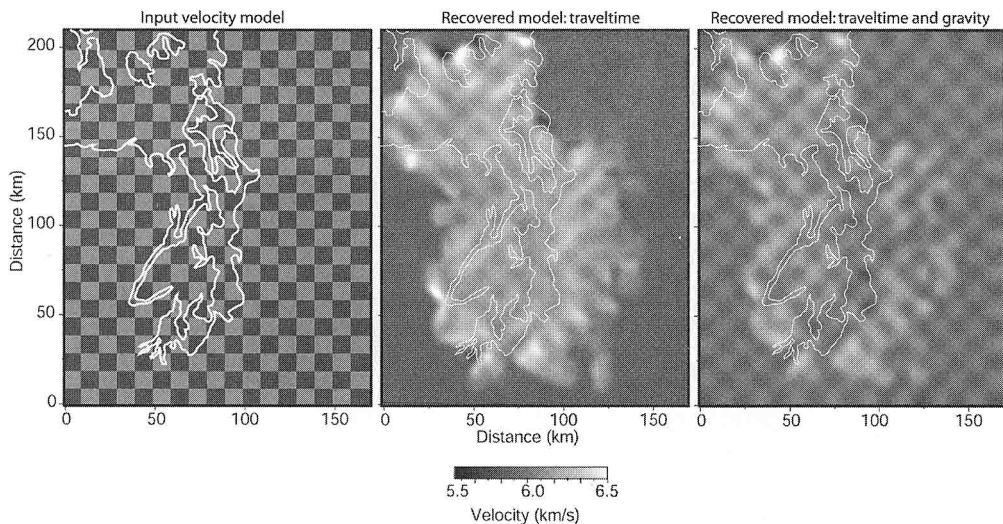 Input velocity model
Recovered model: traveltime
Recovered model: traveltime and gravity
200
150
100
50
0
Distance (km)
0 50 100 150
50 100 150
0 50 100 150
Distance (km)
5.5 6.0 6.5
Velocity (km/s)